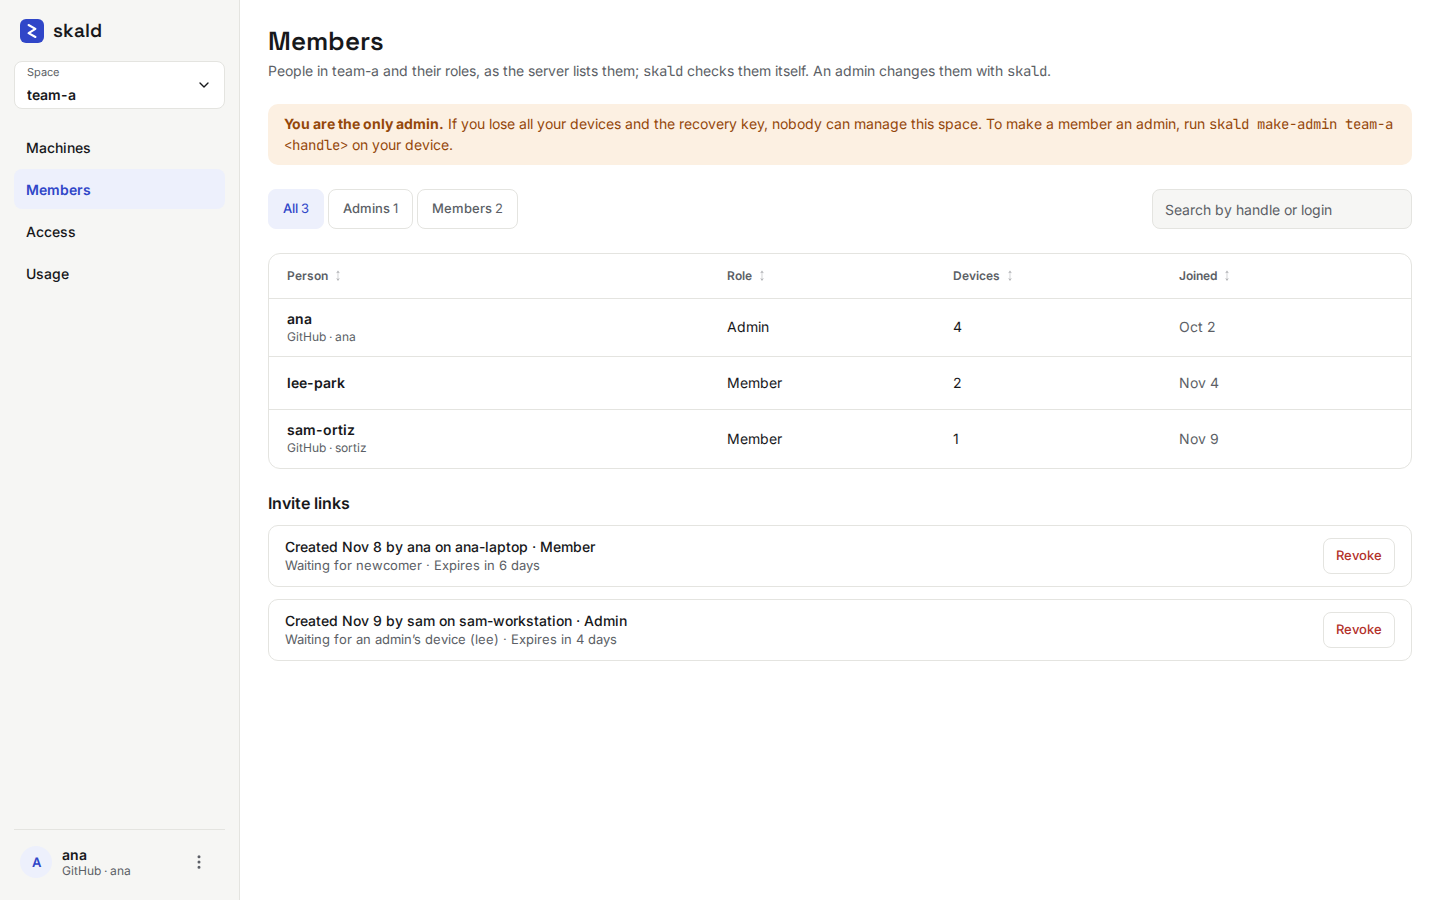 skald
Space
team-a
Machines
Members
Access
Usage
ana
GitHub · ana
A
Members
People in team-a and their roles, as the server lists them; skald checks them itself. An admin changes them with skald.
You are the only admin. If you lose all your devices and the recovery key, nobody can manage this space. To make a member an admin, run skald make-admin team-a
<handle> on your device.
All 3
Admins 1
Members 2
Search by handle or login
Person
Role
Devices
Joined
ana
GitHub · ana
Admin
4
Oct 2
lee-park
Member
2
Nov 4
sam-ortiz
GitHub · sortiz
Member
1
Nov 9
Invite links
Created Nov 8 by ana on ana-laptop · Member
Waiting for newcomer · Expires in 6 days
Revoke
Created Nov 9 by sam on sam-workstation · Admin
Waiting for an admin’s device (lee) · Expires in 4 days
Revoke